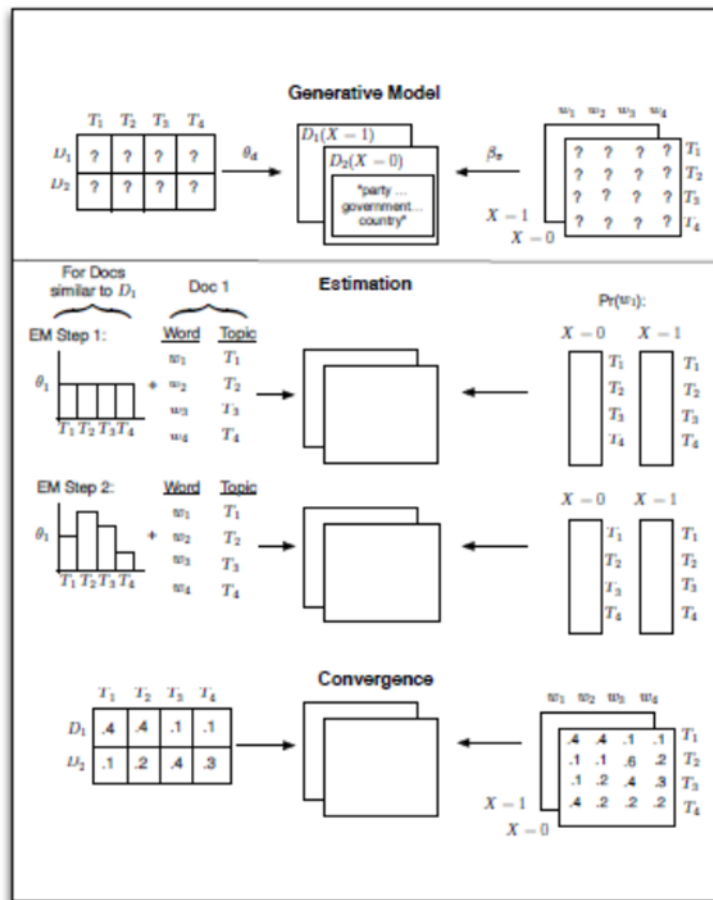 Generative Model
T1 T2 T3 T4
D1 ? ? ? ?
D2 ? ? ? ?
θd
D1(X = 1)
D2(X = 0)
"party ...
government...
country"
βx
w1 w2 w3 w4
? ? ? ? T1
? ? ? ? T2
? ? ? ? T3
? ? ? ? T4
X = 1
X = 0
Estimation
For Docs
similar to D1
Doc 1
Pr(w1):
EM Step 1:
Word Topic
X = 0 X = 1
θ1
T1 T2 T3 T4
+
w1 T1
w2 T2
w3 T3
w4 T4
T1 T1
T2 T2
T3 T3
T4 T4
EM Step 2:
Word Topic
X = 0 X = 1
θ1
T1 T2 T3 T4
+
w1 T1
w2 T2
w3 T3
w4 T4
T1 T1
T2 T2
T3 T3
T4 T4
Convergence
T1 T2 T3 T4
D1 .4 .4 .1 .1
D2 .1 .2 .4 .3
w1 w2 w3 w4
.4 .4 .1 .1 T1
.1 .1 .6 .2 T2
.1 .2 .4 .3 T3
.4 .2 .2 .2 T4
X = 1
X = 0